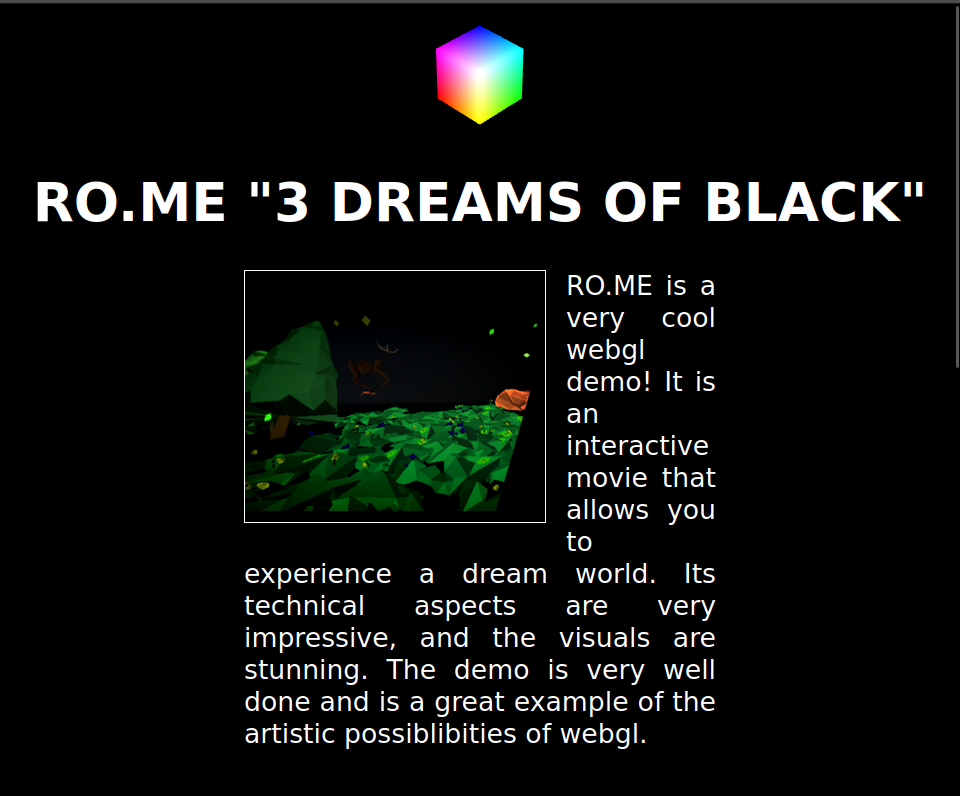 RO.ME "3 DREAMS OF BLACK"
RO.ME is a
very cool
webgl
demo! It is
an
interactive
movie that
allows you
to
experience a dream world. Its
technical aspects are very
impressive, and the visuals are
stunning. The demo is very well
done and is a great example of the
artistic possiblibities of webgl.